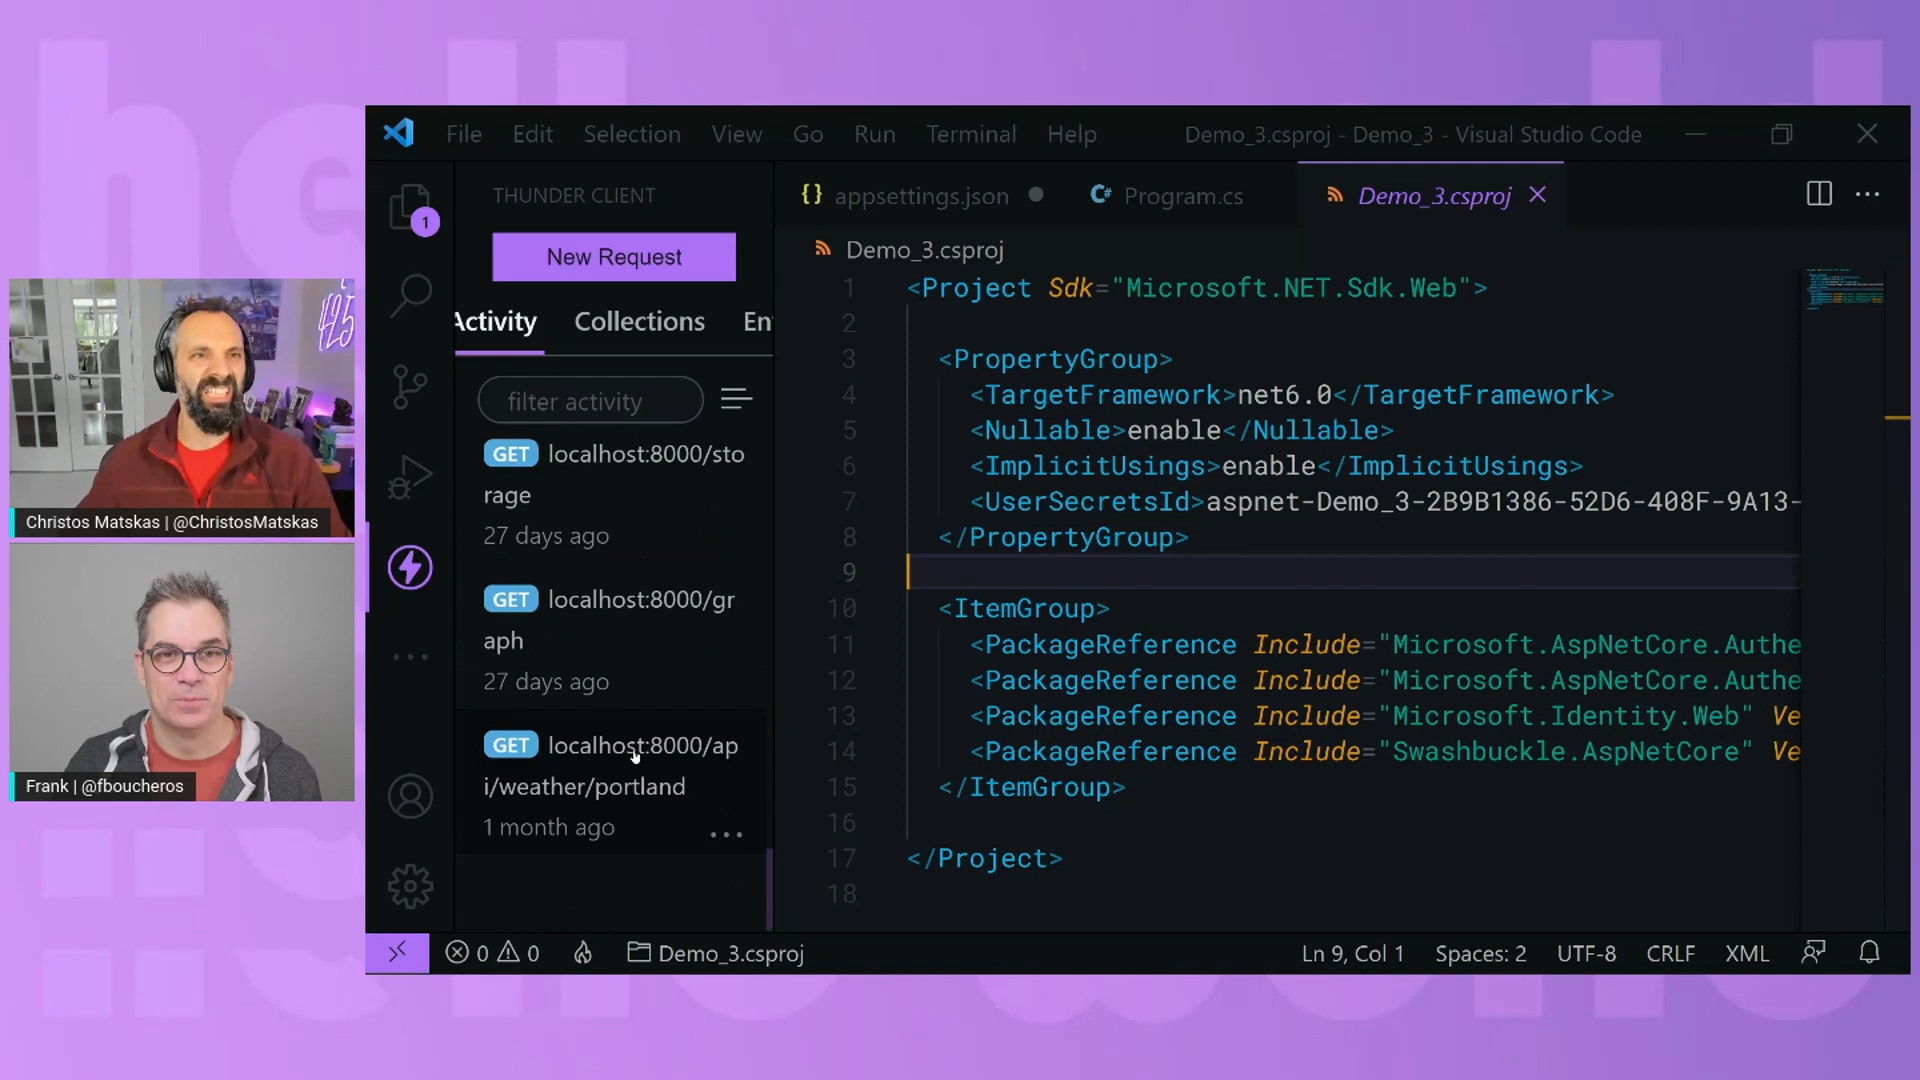 File Edit Selection View Go Run Terminal Help Demo_3.csproj - Demo_3 - Visual Studio Code
1
THUNDER CLIENT
New Request
Activity Collections En
filter activity
GET localhost:8000/sto
rage
27 days ago
GET localhost:8000/gr
aph
27 days ago
GET localhost:8000/ap
i/weather/portland
1 month ago
...
{} appsettings.json
C# Program.cs
Demo_3.csproj
Demo_3.csproj
1 <Project Sdk="Microsoft.NET.Sdk.Web">
2
3 <PropertyGroup>
4 <TargetFramework>net6.0</TargetFramework>
5 <Nullable>enable</Nullable>
6 <ImplicitUsings>enable</ImplicitUsings>
7 <UserSecretsId>aspnet-Demo_3-2B9B1386-52D6-408F-9A13-
8 </PropertyGroup>
9
10 <ItemGroup>
11 <PackageReference Include="Microsoft.AspNetCore.Authe
12 <PackageReference Include="Microsoft.AspNetCore.Authe
13 <PackageReference Include="Microsoft.Identity.Web" Ve
14 <PackageReference Include="Swashbuckle.AspNetCore" Ve
15 </ItemGroup>
16
17 </Project>
18
Christos Matskas | @ChristosMatskas
Frank | @fboucheros
0 0 Demo_3.csproj
Ln 9, Col 1 Spaces: 2 UTF-8 CRLF XML